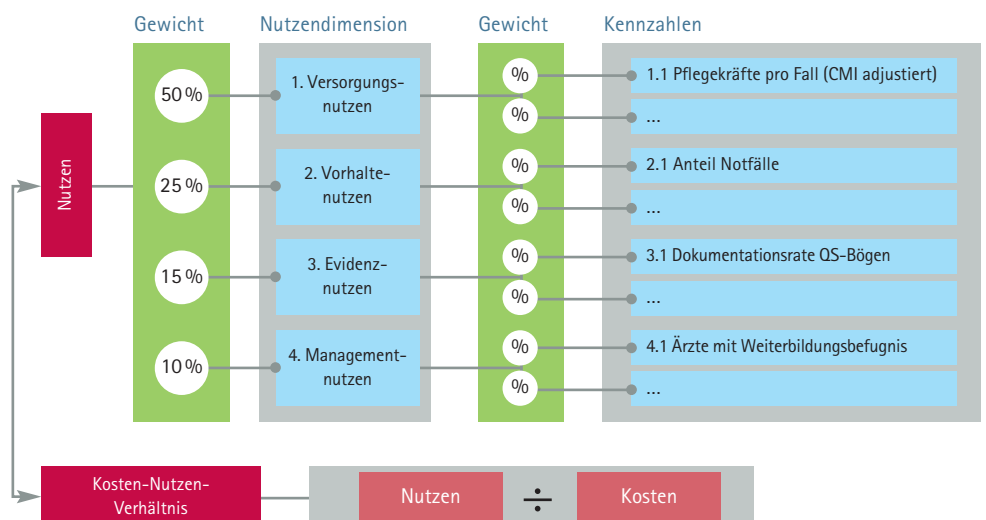 Gewicht Nutzendimension Gewicht Kennzahlen
Nutzen
50 %
1. Versorgungs-
nutzen
%
1.1 Pflegekräfte pro Fall (CMI adjustiert)
%
...
25 %
2. Vorhalte-
nutzen
%
2.1 Anteil Notfälle
%
...
15 %
3. Evidenz-
nutzen
%
3.1 Dokumentationsrate QS-Bögen
%
...
10 %
4. Management-
nutzen
%
4.1 Ärzte mit Weiterbildungsbefugnis
%
...
Kosten-Nutzen-
Verhältnis
Nutzen ÷ Kosten